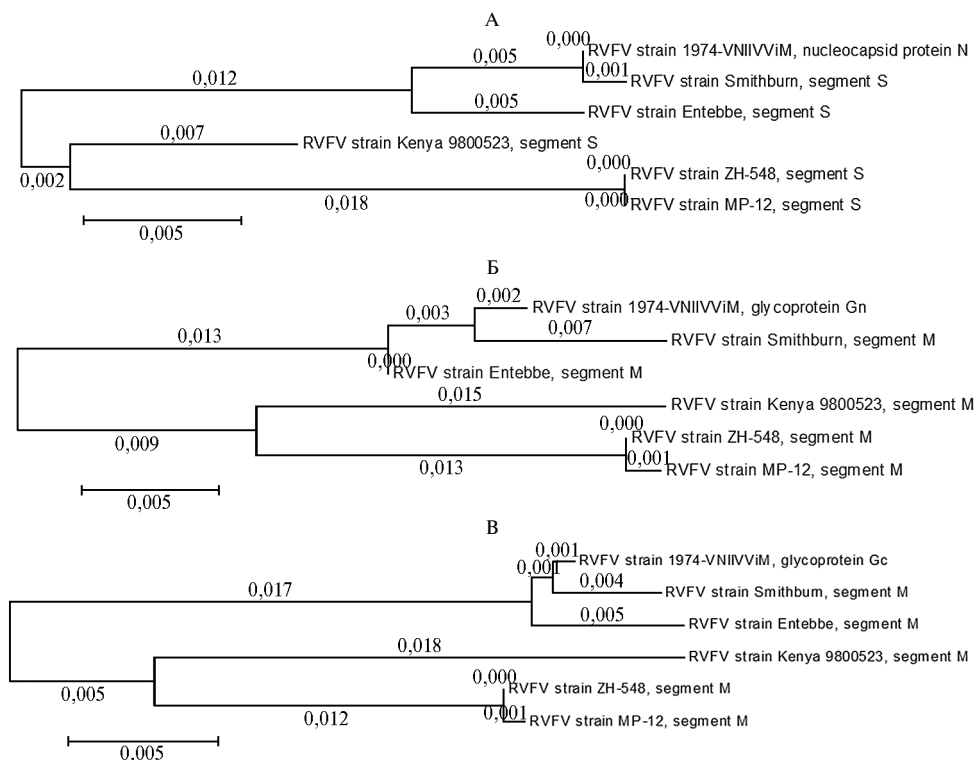 А
0,000
RVFV strain 1974-VNIIVViM, nucleocapsid protein N
0,005
0,001
RVFV strain Smithburn, segment S
0,012
0,005
RVFV strain Entebbe, segment S
0,007
RVFV strain Kenya 9800523, segment S
0,002
0,000
RVFV strain ZH-548, segment S
0,018
0,000
RVFV strain MP-12, segment S
0,005
Б
0,002
RVFV strain 1974-VNIIVViM, glycoprotein Gn
0,003
0,007
RVFV strain Smithburn, segment M
0,013
0,000
RVFV strain Entebbe, segment M
0,015
RVFV strain Kenya 9800523, segment M
0,009
0,000
RVFV strain ZH-548, segment M
0,013
0,001
RVFV strain MP-12, segment M
0,005
В
0,001
RVFV strain 1974-VNIIVViM, glycoprotein Gc
0,001
0,004
RVFV strain Smithburn, segment M
0,017
0,005
RVFV strain Entebbe, segment M
0,018
RVFV strain Kenya 9800523, segment M
0,005
0,000
RVFV strain ZH-548, segment M
0,012
0,001
RVFV strain MP-12, segment M
0,005